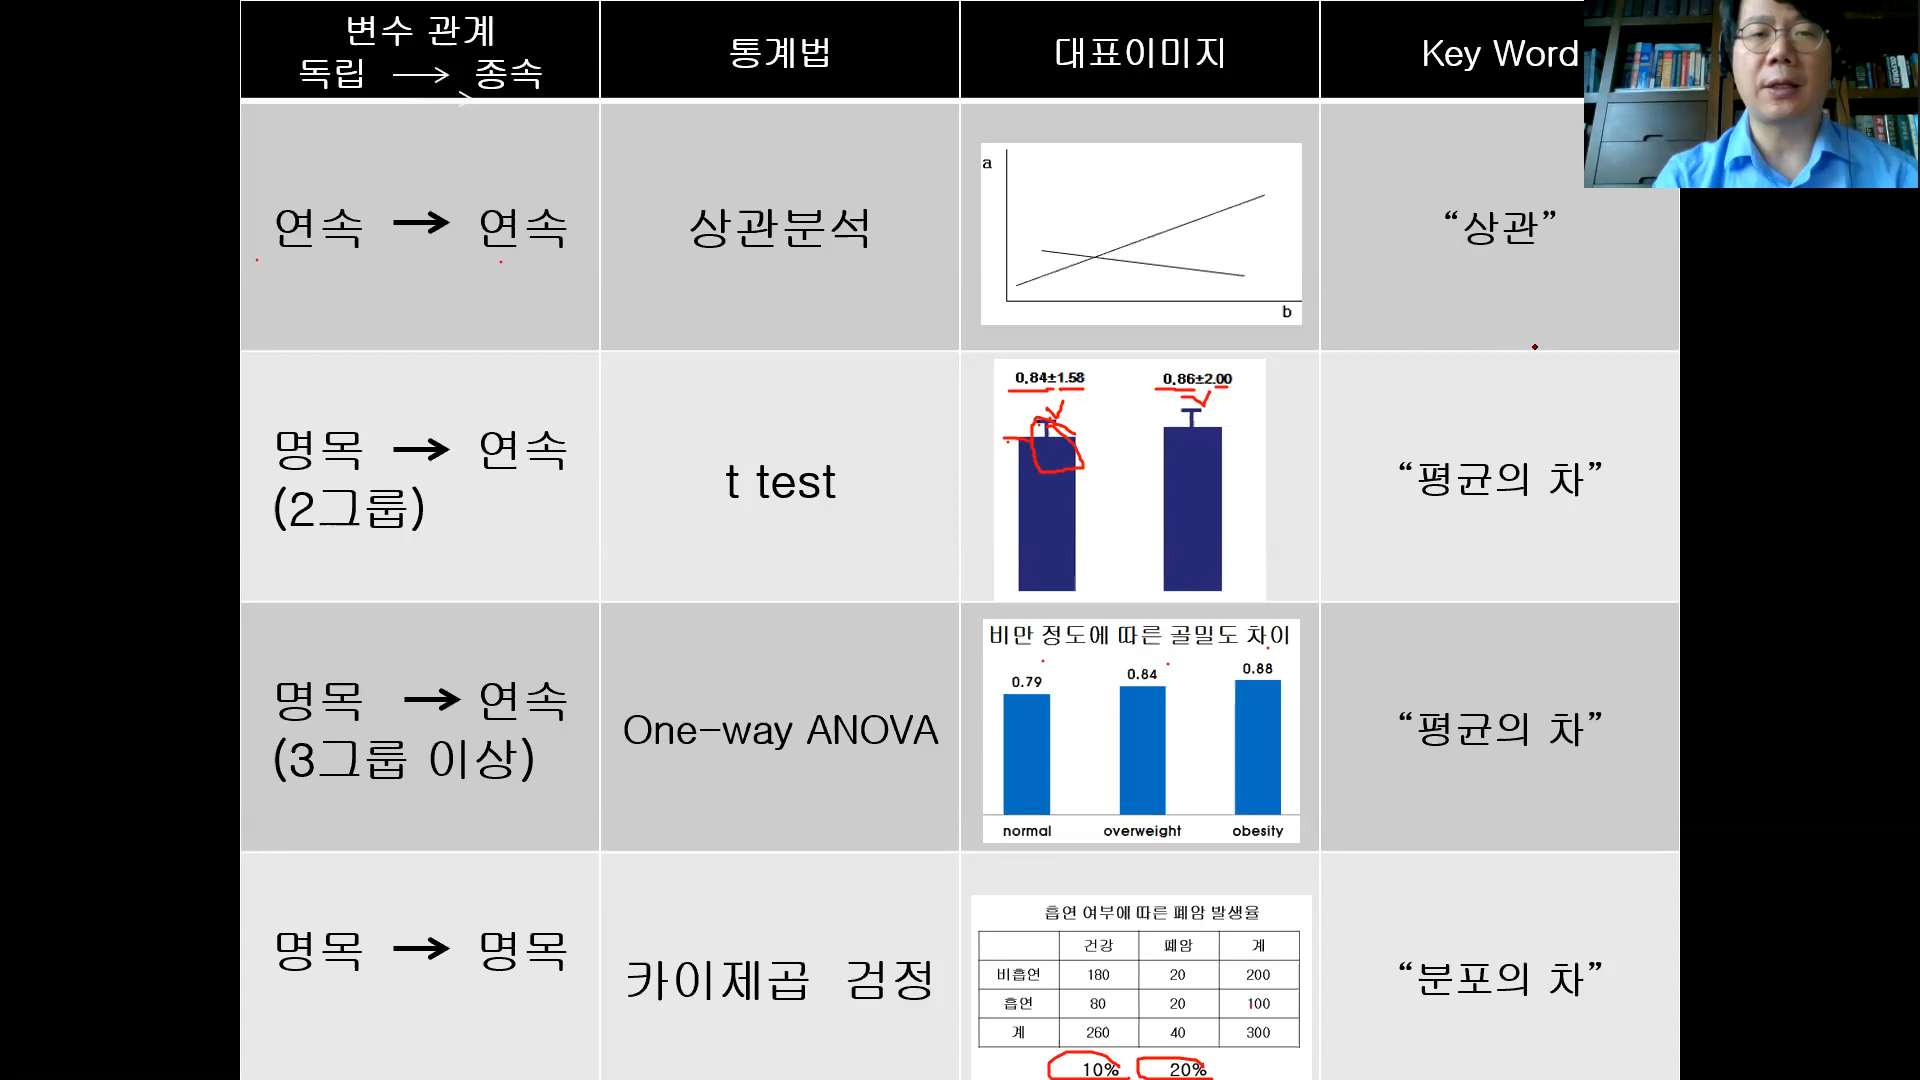 변수 관계
독립 → 종속
통계법
대표이미지
Key Word
연속 → 연속
상관분석
a
b
“상관”
명목 → 연속
(2그룹)
t test
0.84±1.58
0.86±2.00
“평균의 차”
명목 → 연속
(3그룹 이상)
One-way ANOVA
비만 정도에 따른 골밀도 차이
0.79
0.84
0.88
normal
overweight
obesity
“평균의 차”
명목 → 명목
카이제곱 검정
흡연 여부에 따른 폐암 발생율
건강 폐암 계
비흡연 180 20 200
흡연 80 20 100
계 260 40 300
10% 20%
“분포의 차”